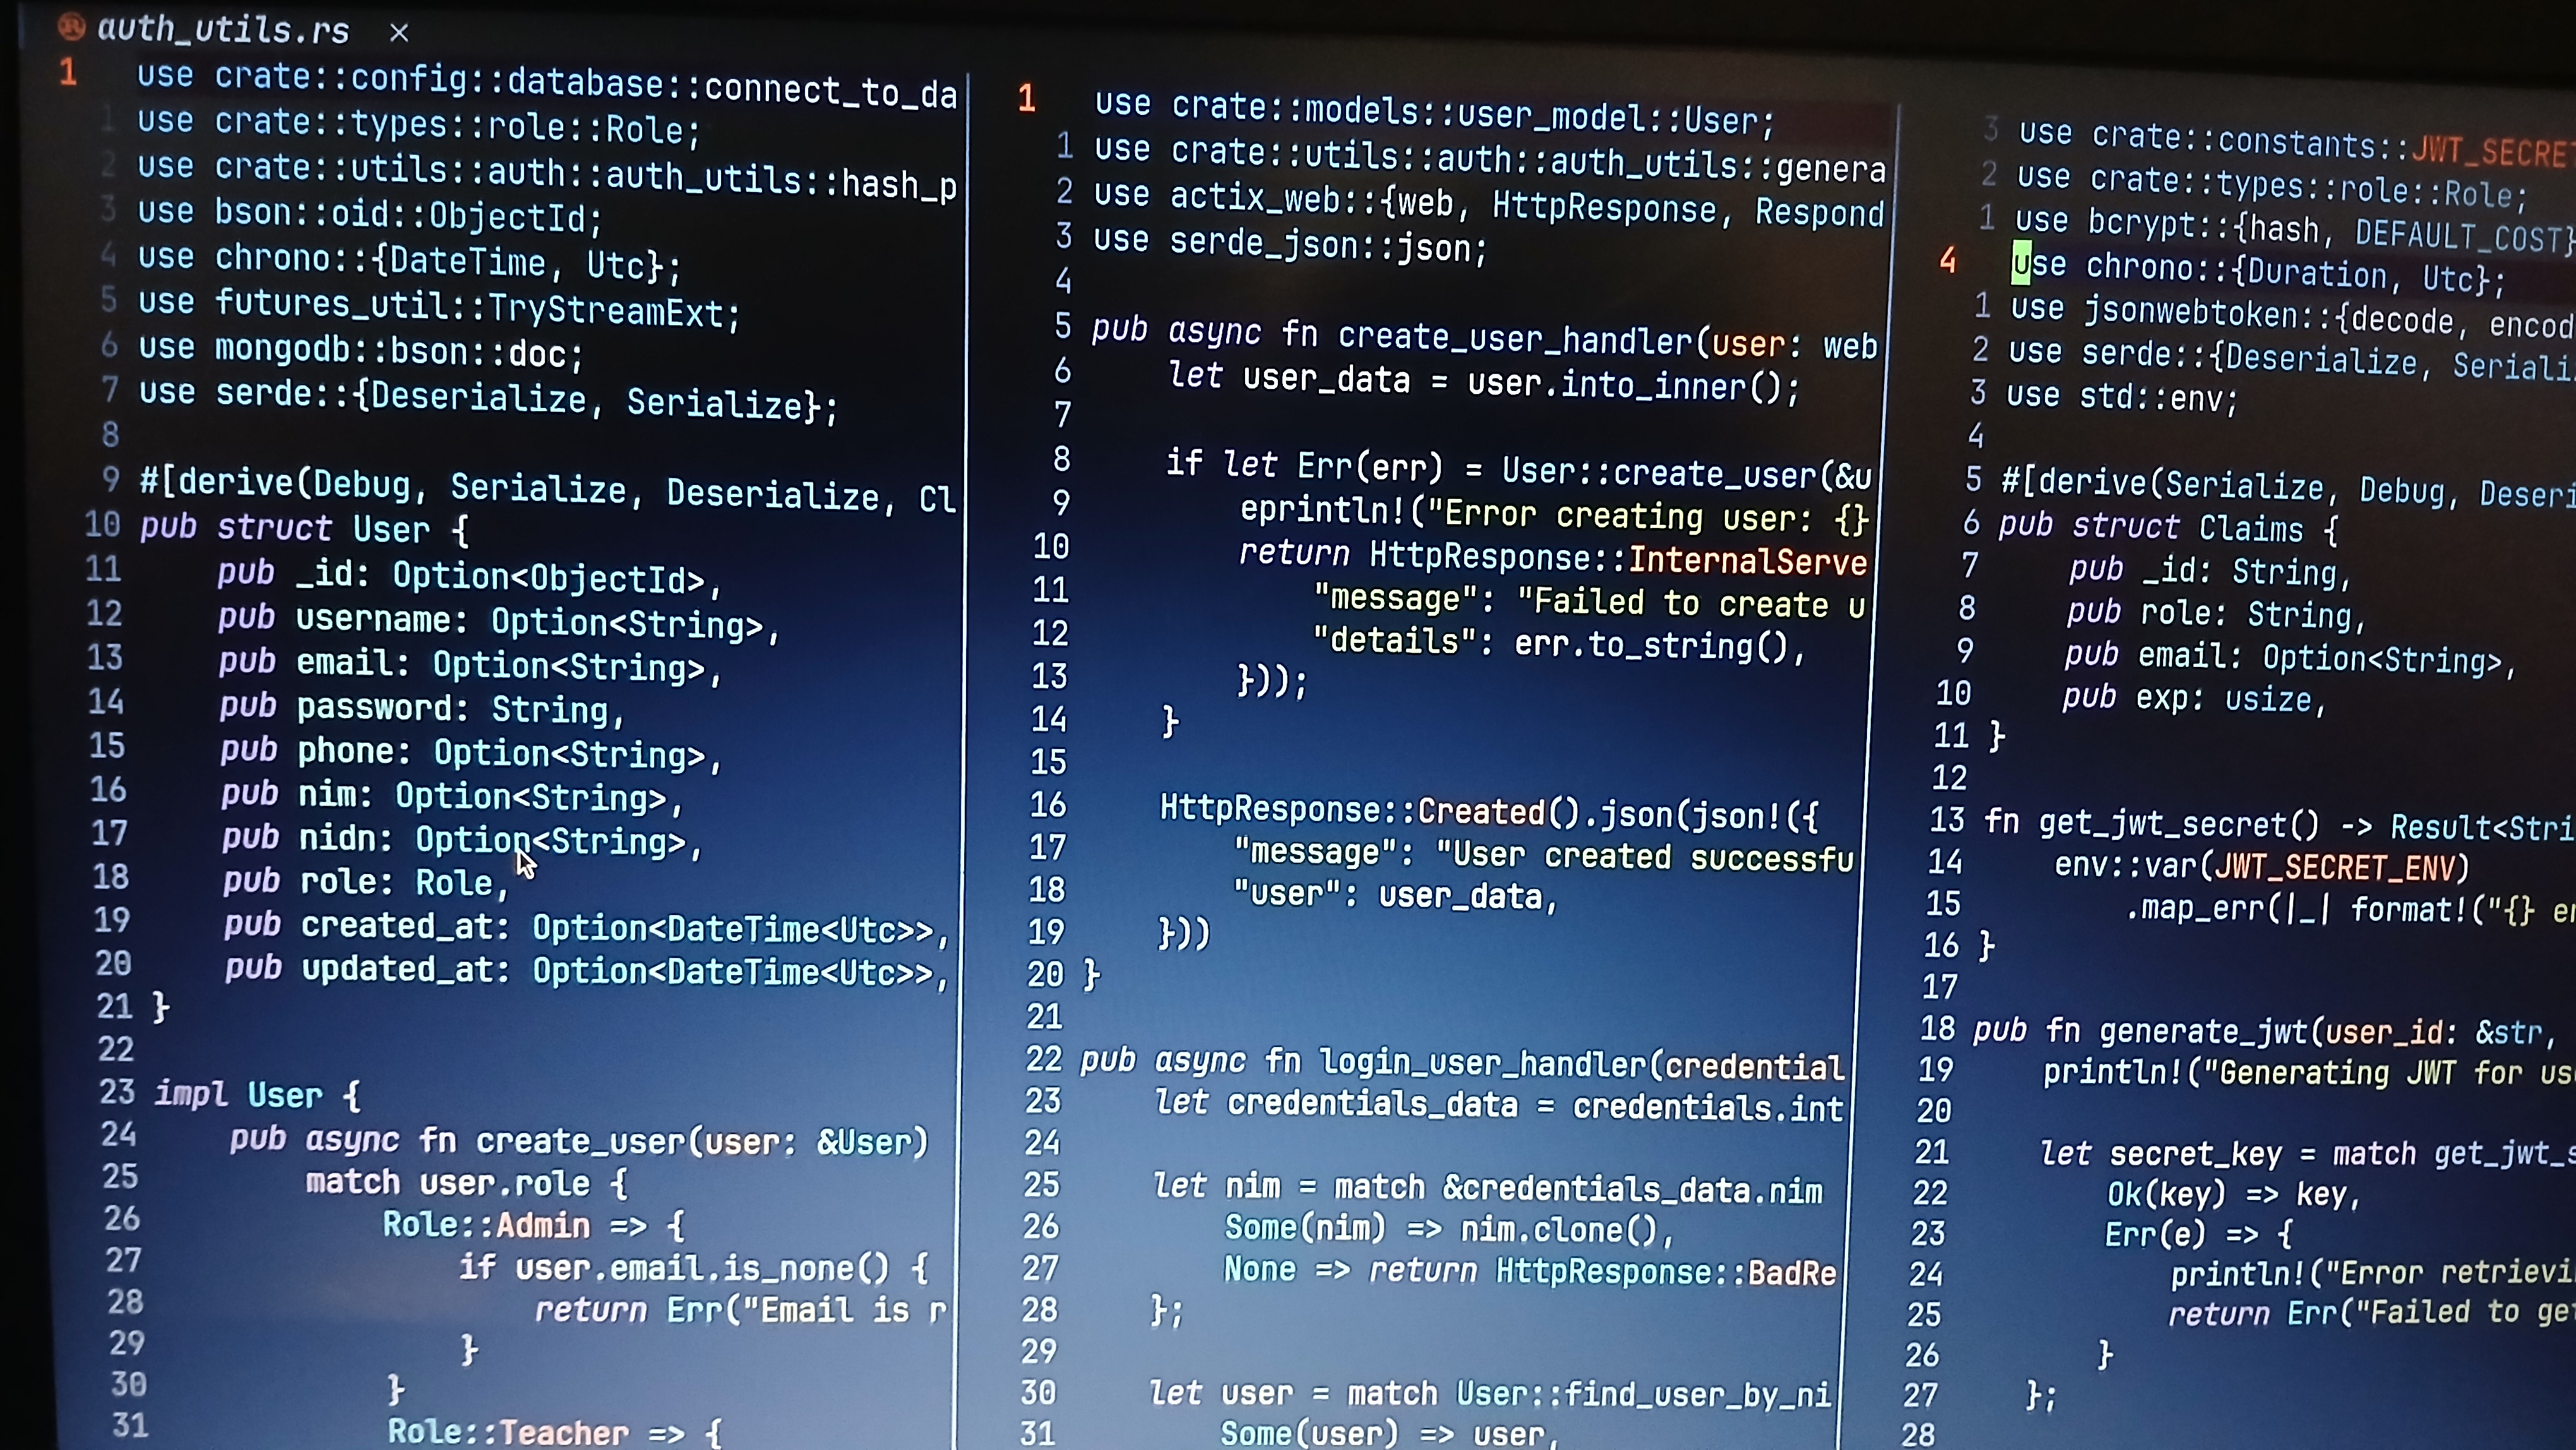 auth_utils.rs ×
1 use crate::config::database::connect_to_da
1 use crate::types::role::Role;
2 use crate::utils::auth::auth_utils::hash_p
3 use bson::oid::ObjectId;
4 use chrono::{DateTime, Utc};
5 use futures_util::TryStreamExt;
6 use mongodb::bson::doc;
7 use serde::{Deserialize, Serialize};
8
9 #[derive(Debug, Serialize, Deserialize, Cl
10 pub struct User {
11 pub _id: Option<ObjectId>,
12 pub username: Option<String>,
13 pub email: Option<String>,
14 pub password: String,
15 pub phone: Option<String>,
16 pub nim: Option<String>,
17 pub nidn: Option<String>,
18 pub role: Role,
19 pub created_at: Option<DateTime<Utc>>,
20 pub updated_at: Option<DateTime<Utc>>,
21 }
22
23 impl User {
24 pub async fn create_user(user: &User)
25 match user.role {
26 Role::Admin => {
27 if user.email.is_none() {
28 return Err("Email is r
29 }
30 }
31 Role::Teacher => {
1 use crate::models::user_model::User;
1 use crate::utils::auth::auth_utils::genera
2 use actix_web::{web, HttpResponse, Respond
3 use serde_json::json;
4
5 pub async fn create_user_handler(user: web
6 let user_data = user.into_inner();
7
8 if let Err(err) = User::create_user(&u
9 eprintln!("Error creating user: {}
10 return HttpResponse::InternalServe
11 "message": "Failed to create u
12 "details": err.to_string(),
13 }));
14 }
15
16 HttpResponse::Created().json(json!({
17 "message": "User created successfu
18 "user": user_data,
19 }))
20 }
21
22 pub async fn login_user_handler(credential
23 let credentials_data = credentials.int
24
25 let nim = match &credentials_data.nim
26 Some(nim) => nim.clone(),
27 None => return HttpResponse::BadRe
28 };
29
30 let user = match User::find_user_by_ni
31 Some(user) => user,
3 use crate::constants::JWT_SECRET
2 use crate::types::role::Role;
1 use bcrypt::{hash, DEFAULT_COST}
4 use chrono::{Duration, Utc};
1 use jsonwebtoken::{decode, encod
2 use serde::{Deserialize, Seriali
3 use std::env;
4
5 #[derive(Serialize, Debug, Deseri
6 pub struct Claims {
7 pub _id: String,
8 pub role: String,
9 pub email: Option<String>,
10 pub exp: usize,
11 }
12
13 fn get_jwt_secret() -> Result<Stri
14 env::var(JWT_SECRET_ENV)
15 .map_err(|_| format!("{} e
16 }
17
18 pub fn generate_jwt(user_id: &str,
19 println!("Generating JWT for us
20
21 let secret_key = match get_jwt_s
22 Ok(key) => key,
23 Err(e) => {
24 println!("Error retrievi
25 return Err("Failed to ge
26 }
27 };
28